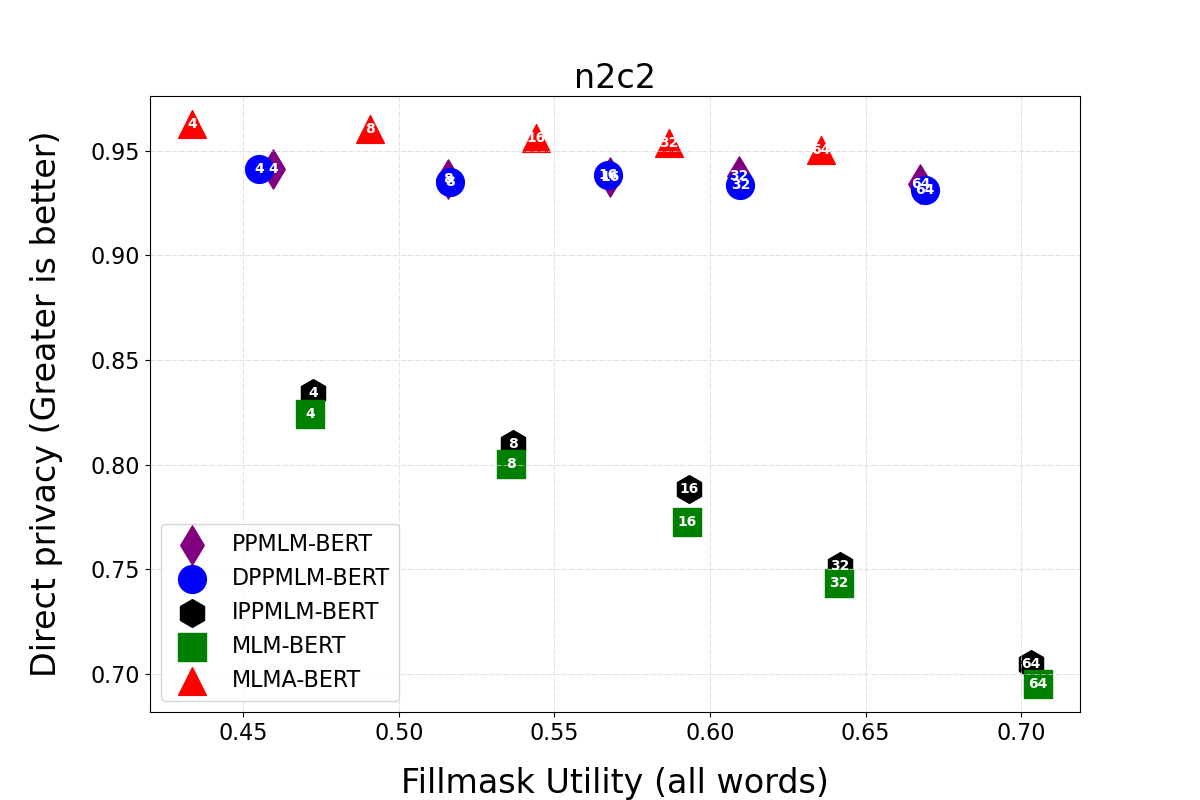 n2c2
Direct privacy (Greater is better)
0.95
0.90
0.85
0.80
0.75
0.70
4 8 16 32 64
4 4 8 8 16 16 32 32 64 64
4 8 16 32 64
4 8 16 32 64
PPMLM-BERT
DPPMLM-BERT
IPPMLM-BERT
MLM-BERT
MLMA-BERT
0.45 0.50 0.55 0.60 0.65 0.70
Fillmask Utility (all words)